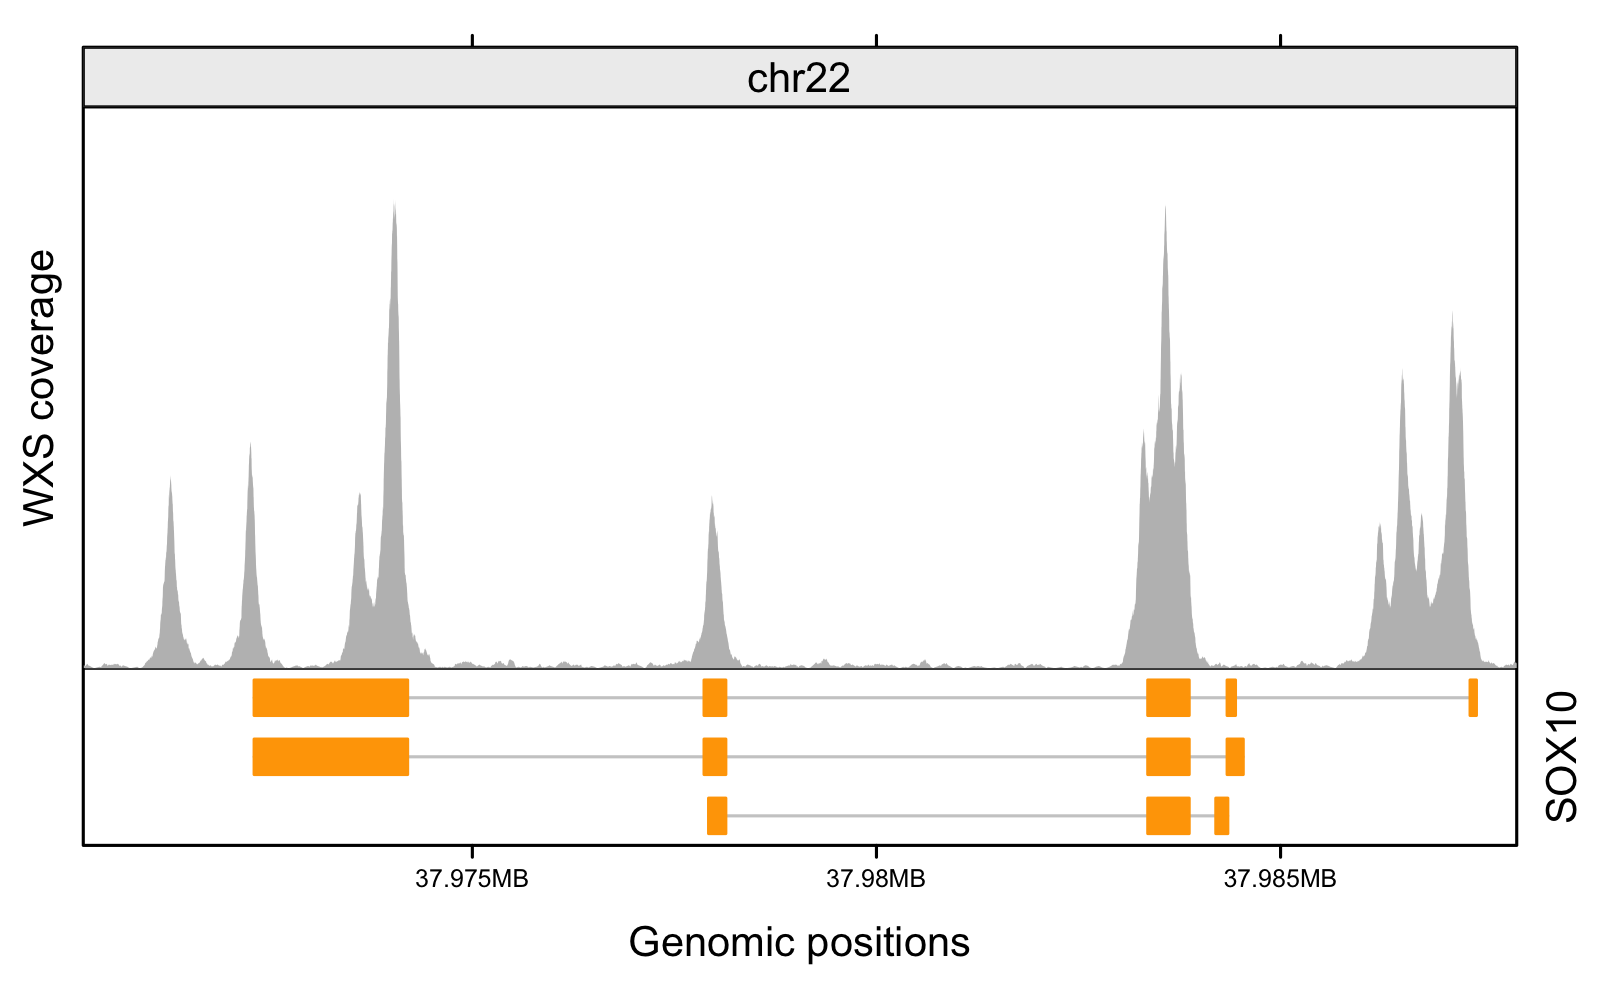 chr22
WXS coverage
SOX10
37.975MB
37.98MB
37.985MB
Genomic positions